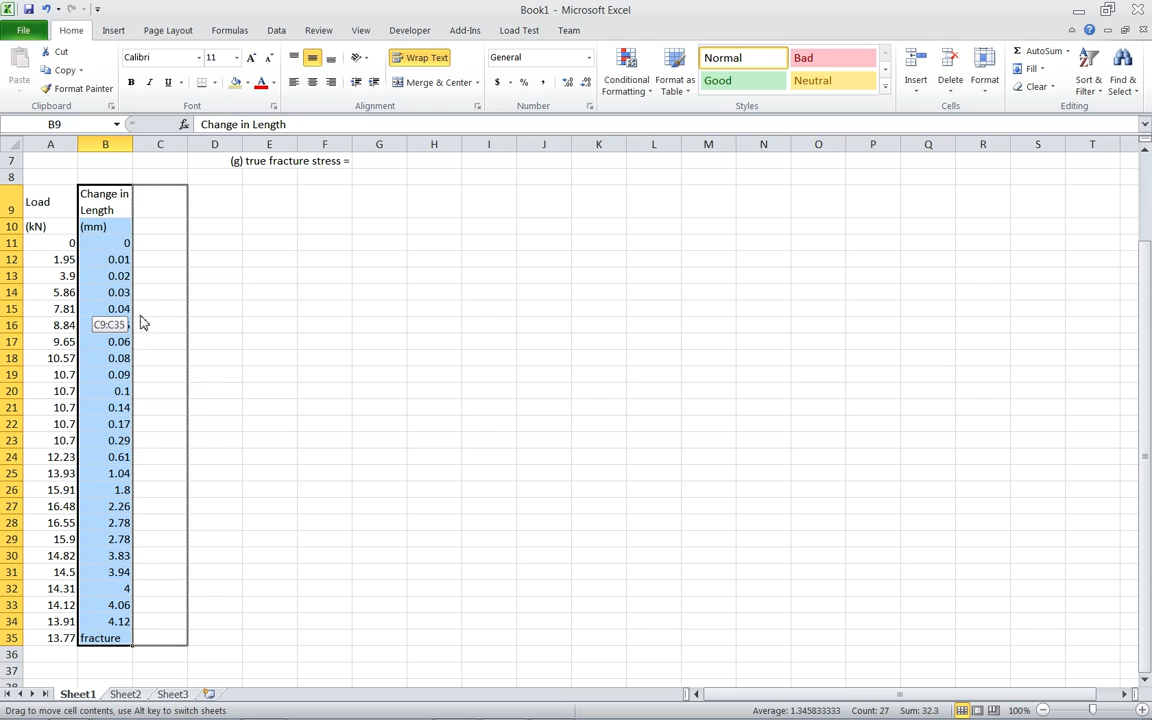 Book1 - Microsoft Excel
File Home Insert Page Layout Formulas Data Review View Developer Add-Ins Load Test Team
Paste Cut Copy Format Painter Clipboard
Calibri 11 A A B I U A Font
Wrap Text Merge & Center Alignment
General $ % , .0 .00 .00 .0 Number
Conditional Formatting Format as Table Normal Bad Good Neutral Styles
Insert Delete Format Cells
Σ AutoSum Fill Clear Sort & Filter Find & Select Editing
B9 fx Change in Length
A B C D E F G H I J K L M N O P Q R S T
7 (g) true fracture stress =
8
9 Load Change in Length
10 (kN) (mm)
11 0 0
12 1.95 0.01
13 3.9 0.02
14 5.86 0.03
15 7.81 0.04
16 8.84 C9:C35
17 9.65 0.06
18 10.57 0.08
19 10.7 0.09
20 10.7 0.1
21 10.7 0.14
22 10.7 0.17
23 10.7 0.29
24 12.23 0.61
25 13.93 1.04
26 15.91 1.8
27 16.48 2.26
28 16.55 2.78
29 15.9 2.78
30 14.82 3.83
31 14.5 3.94
32 14.31 4
33 14.12 4.06
34 13.91 4.12
35 13.77 fracture
36
37
Sheet1 Sheet2 Sheet3
Drag to move cell contents, use Alt key to switch sheets Average: 1.345833333 Count: 27 Sum: 32.3 100%